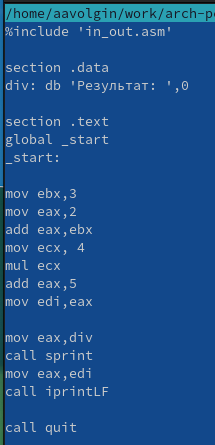 /home/aavolgin/work/arch-p
%include 'in_out.asm'
section .data
div: db 'Результат: ',0
section .text
global _start
_start:
mov ebx,3
mov eax,2
add eax,ebx
mov ecx, 4
mul ecx
add eax,5
mov edi,eax
mov eax,div
call sprint
mov eax,edi
call iprintLF
call quit